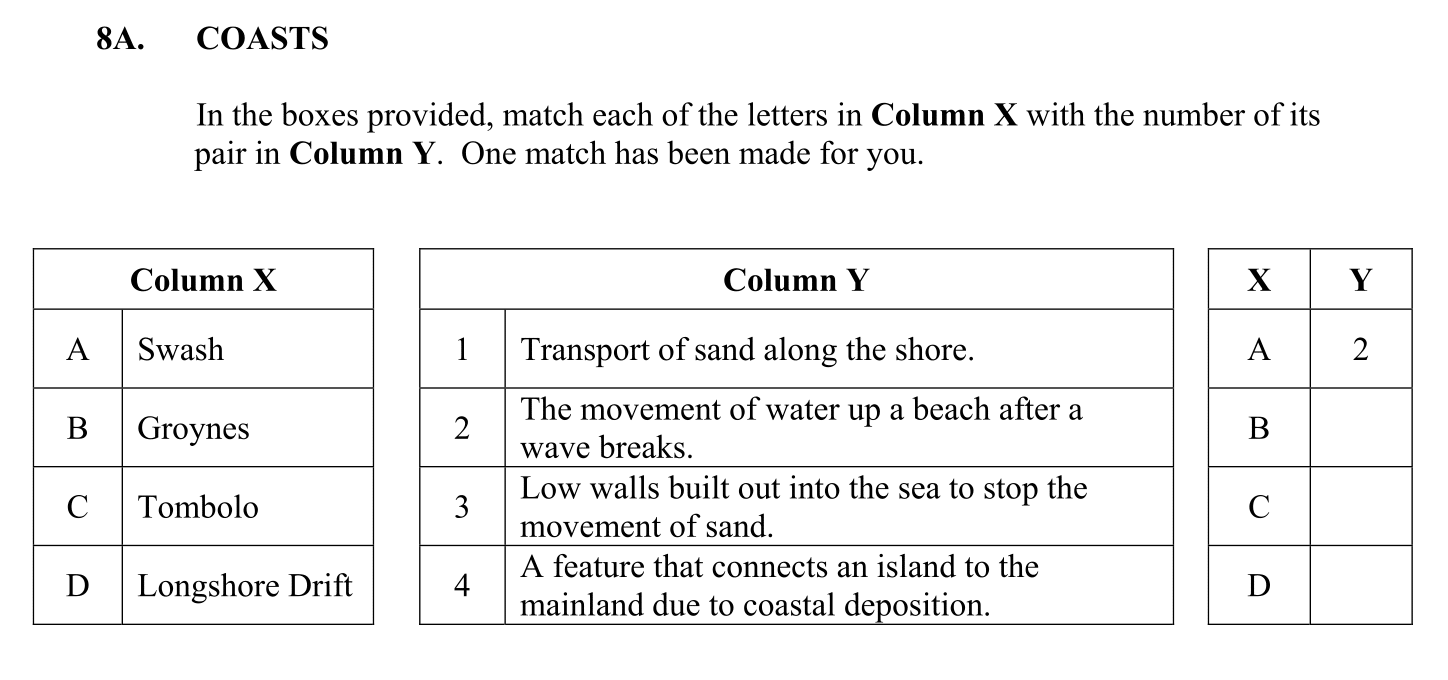 8A. COASTS
In the boxes provided, match each of the letters in Column X with the number of its
pair in Column Y. One match has been made for you.
Column X
A Swash
B Groynes
C Tombolo
D Longshore Drift
Column Y
1 Transport of sand along the shore.
2 The movement of water up a beach after a
wave breaks.
3 Low walls built out into the sea to stop the
movement of sand.
4 A feature that connects an island to the
mainland due to coastal deposition.
X Y
A 2
B
C
D